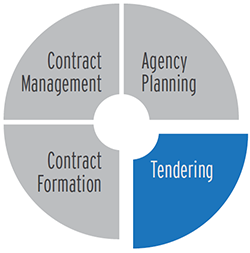 Contract
Management
Agency
Planning
Contract
Formation
Tendering